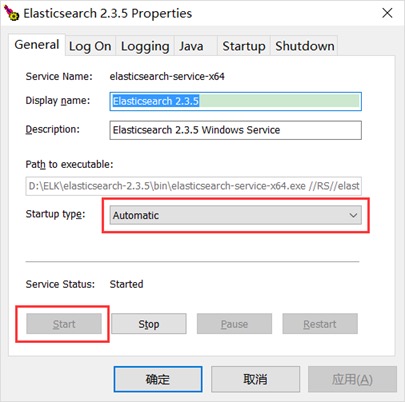 Elasticsearch 2.3.5 Properties
General Log On Logging Java Startup Shutdown
Service Name: elasticsearch-service-x64
Display name: Elasticsearch 2.3.5
Description: Elasticsearch 2.3.5 Windows Service
Path to executable:
D:\ELK\elasticsearch-2.3.5\bin\elasticsearch-service-x64.exe //RS//elast
Startup type: Automatic
Service Status: Started
Start Stop Pause Restart
确定 取消 应用(A)